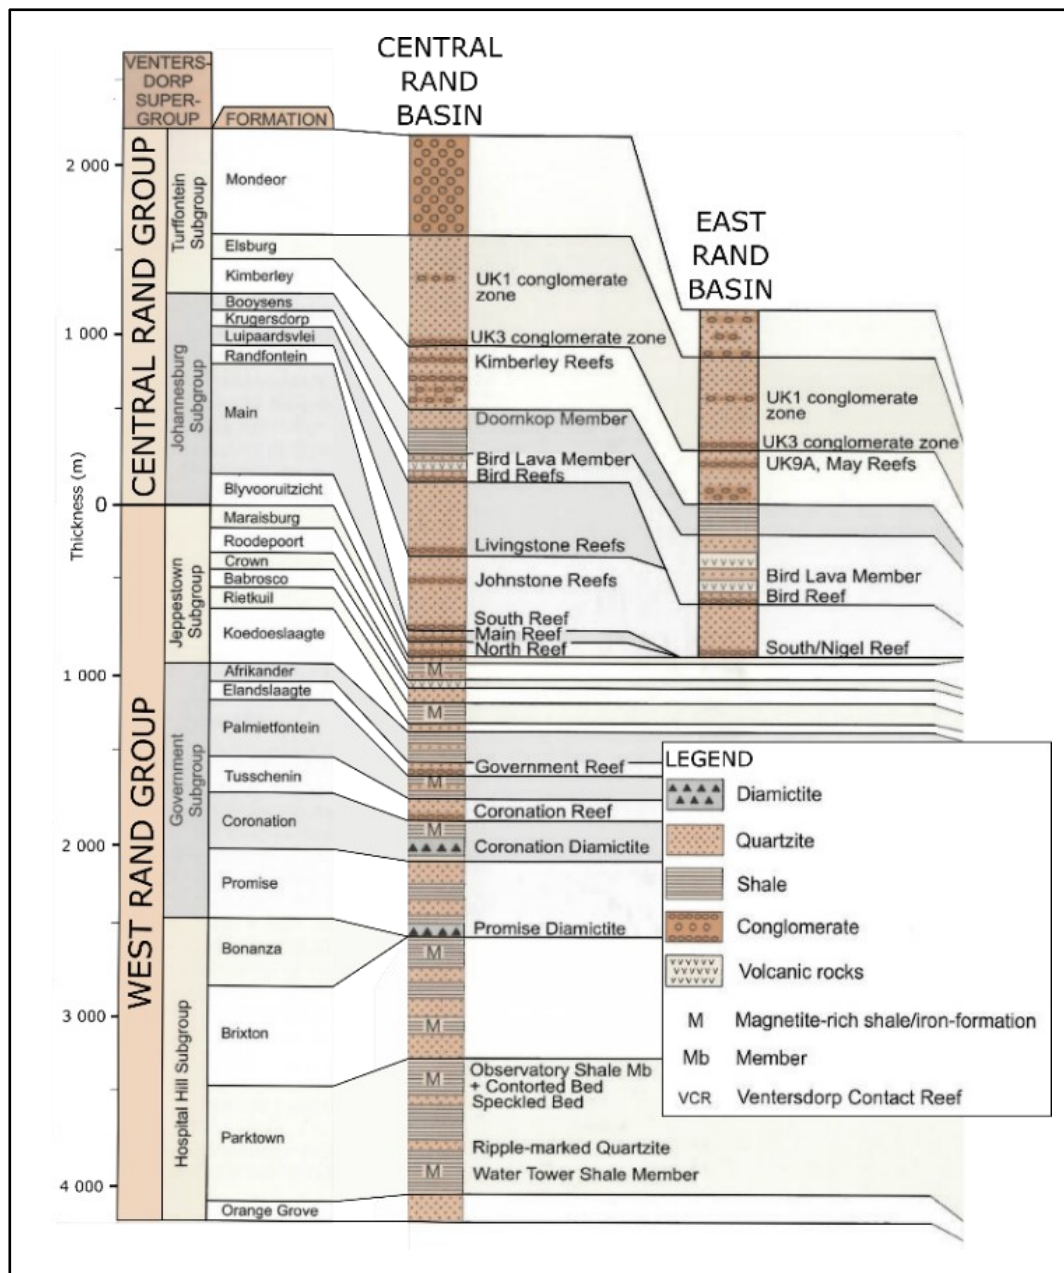 VENTERS-
DORP
SUPER-
GROUP
FORMATION
CENTRAL
RAND
BASIN
EAST
RAND
BASIN
Thickness (m)
2 000
1 000
0
1 000
2 000
3 000
4 000
CENTRAL RAND GROUP
WEST RAND GROUP
Turffontein
Subgroup
Johannesburg
Subgroup
Jeppestown
Subgroup
Government
Subgroup
Hospital Hill Subgroup
Mondeor
Elsburg
Kimberley
Booysens
Krugersdorp
Luipaardsvlei
Randfontein
Main
Blyvooruitzicht
Maraisburg
Roodepoort
Crown
Babrosco
Rietkuil
Koedoeslaagte
Afrikander
Elandslaagte
Palmietfontein
Tusschenin
Coronation
Promise
Bonanza
Brixton
Parktown
Orange Grove
UK1 conglomerate
zone
UK3 conglomerate zone
Kimberley Reefs
Doornkop Member
Bird Lava Member
Bird Reefs
Livingstone Reefs
Johnstone Reefs
South Reef
Main Reef
North Reef
M
M
Government Reef
M
Coronation Reef
M
Coronation Diamictite
Promise Diamictite
M
M
Observatory Shale Mb
M
+ Contorted Bed
Speckled Bed
Ripple-marked Quartzite
M
Water Tower Shale Member
UK1 conglomerate
zone
UK3 conglomerate zone
UK9A, May Reefs
Bird Lava Member
Bird Reef
South/Nigel Reef
LEGEND
Diamictite
Quartzite
Shale
Conglomerate
Volcanic rocks
M Magnetite-rich shale/iron-formation
Mb Member
VCR Ventersdorp Contact Reef